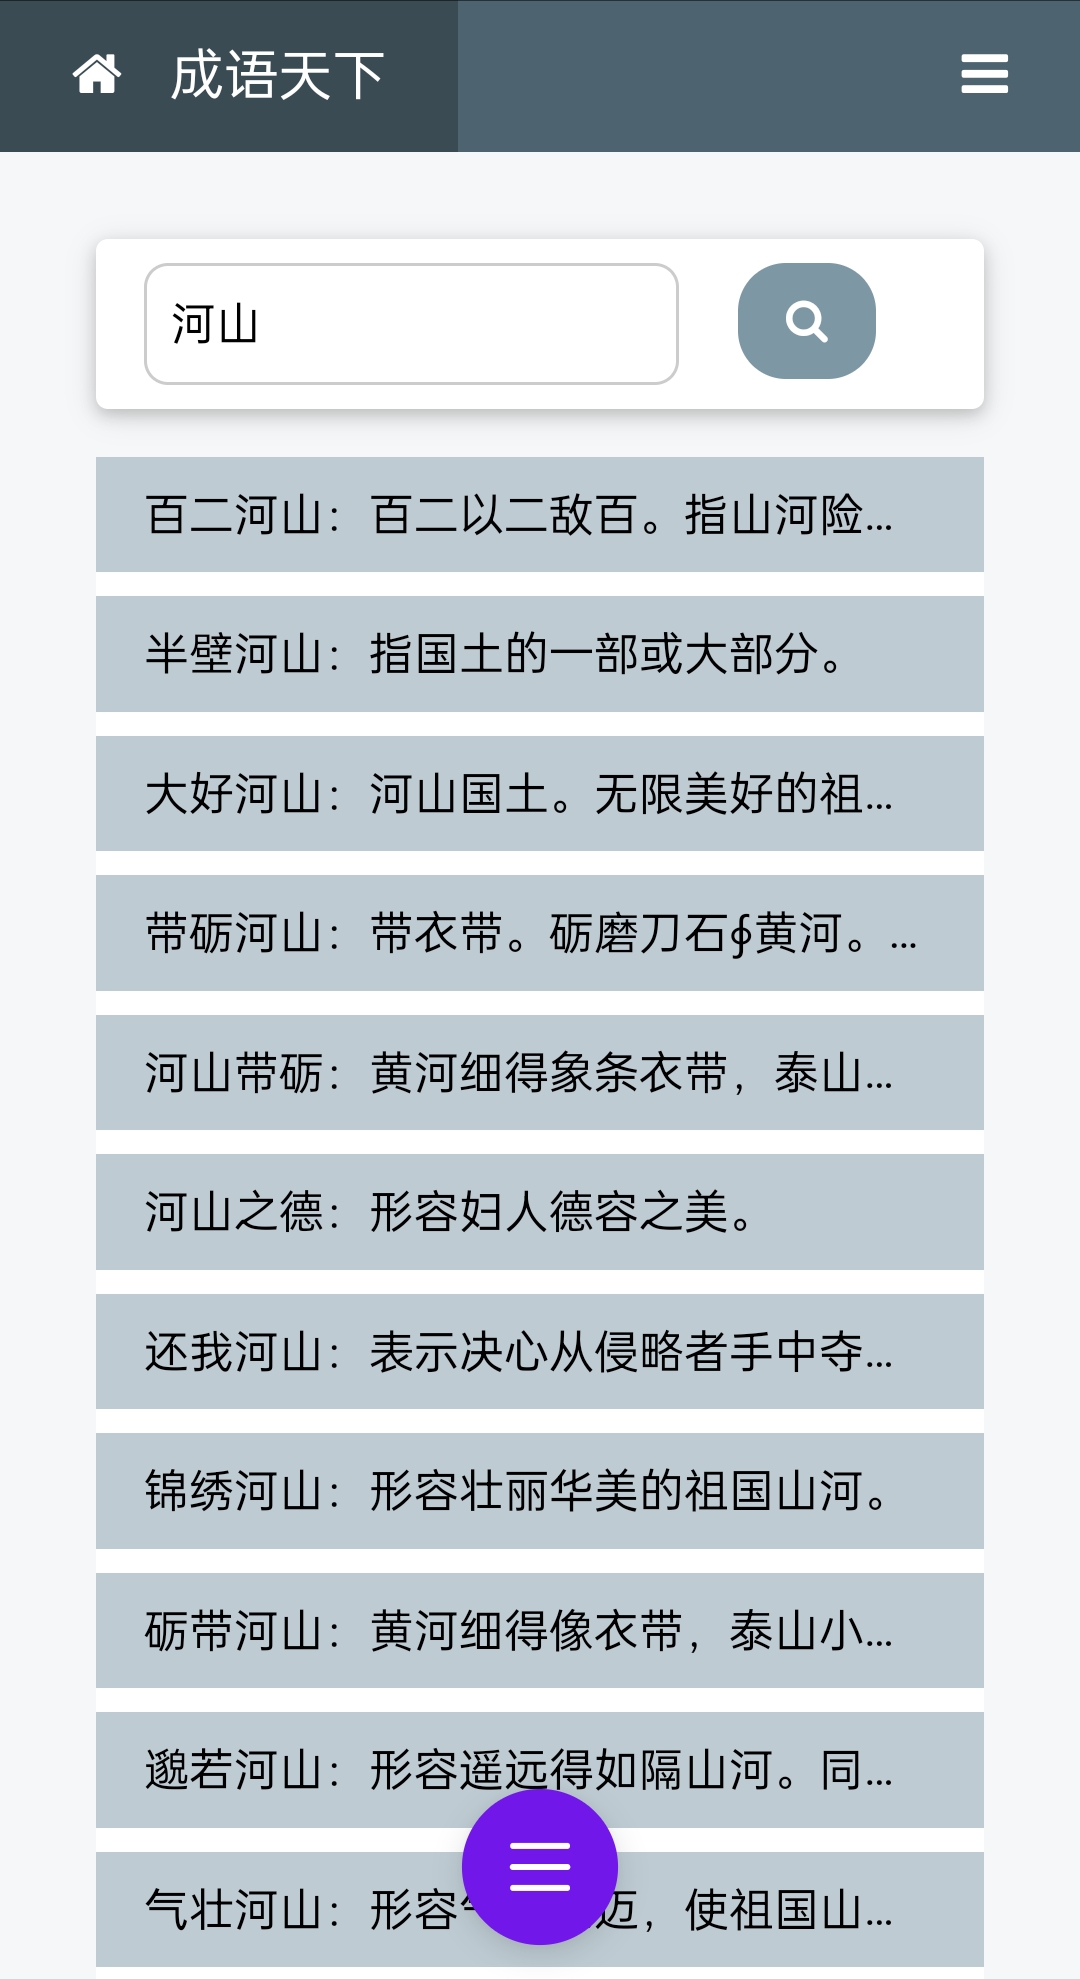 成语天下
河山
百二河山：百二以二敌百。指山河险...
半壁河山：指国土的一部或大部分。
大好河山：河山国土。无限美好的祖...
带砺河山：带衣带。砺磨刀石∮黄河。...
河山带砺：黄河细得象条衣带，泰山...
河山之德：形容妇人德容之美。
还我河山：表示决心从侵略者手中夺...
锦绣河山：形容壮丽华美的祖国山河。
砺带河山：黄河细得像衣带，泰山小...
邈若河山：形容遥远得如隔山河。同...
气壮河山：形容 迈，使祖国山...